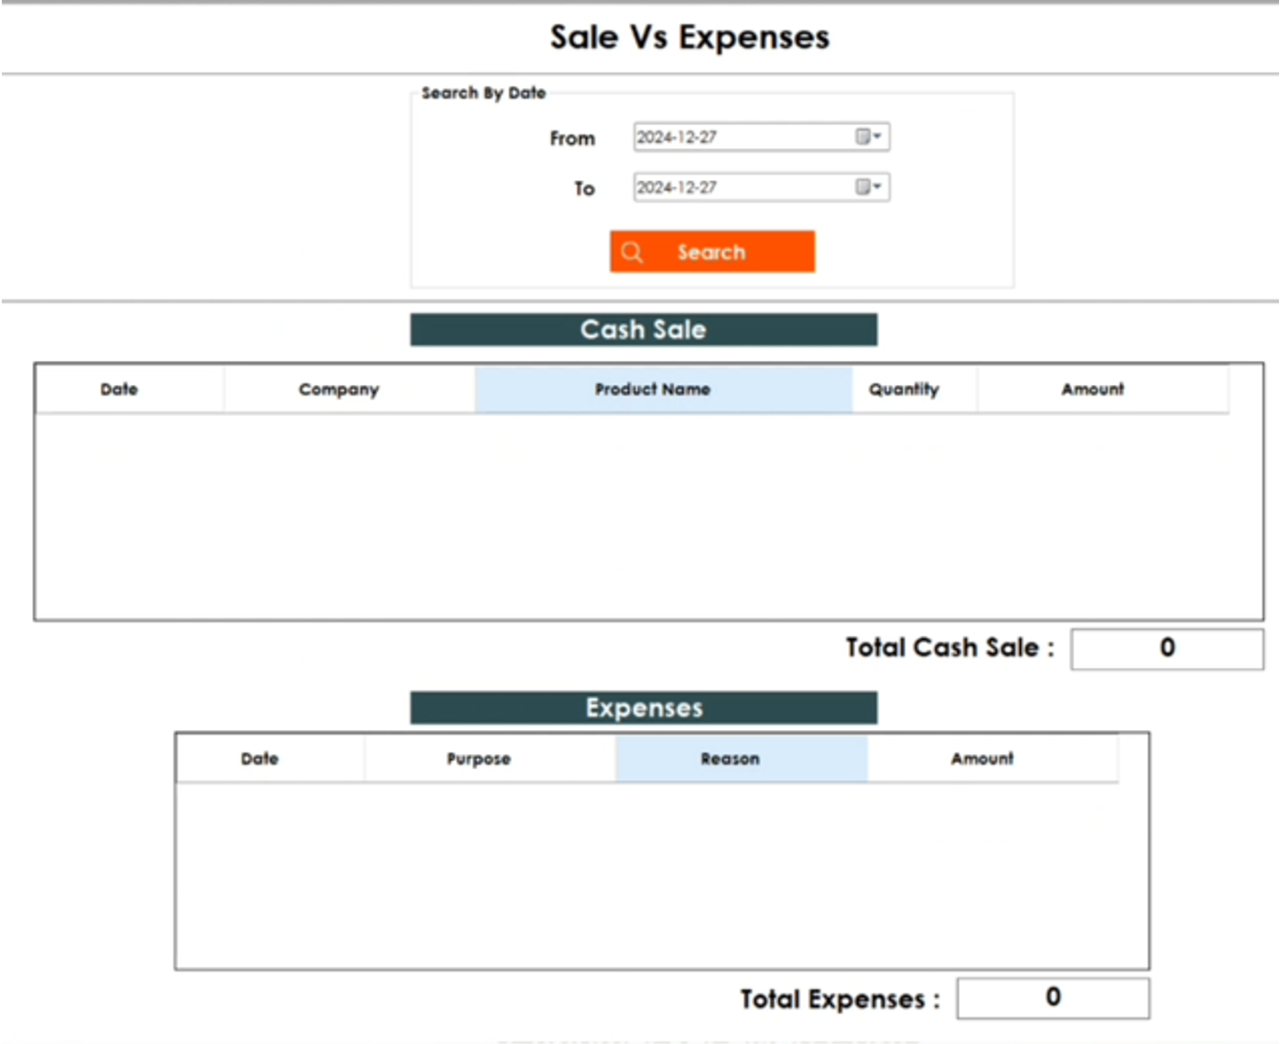 Sale Vs Expenses
Search By Date
From 2024-12-27
To 2024-12-27
Search
Cash Sale
Date Company Product Name Quantity Amount
Total Cash Sale : 0
Expenses
Date Purpose Reason Amount
Total Expenses : 0